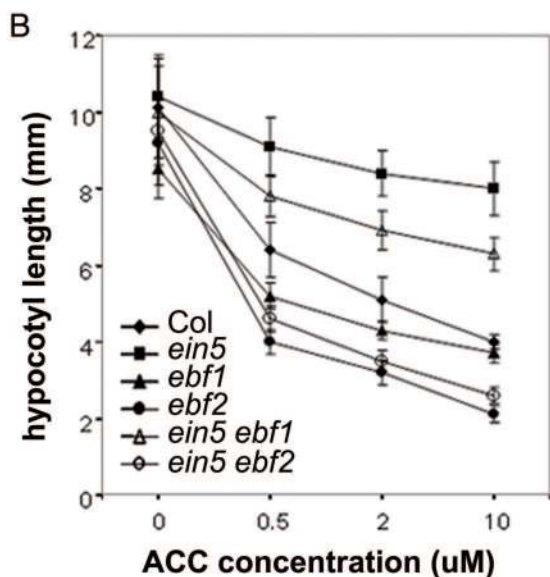 B
hypocotyl length (mm)
12
10
8
6
4
2
0
Col
ein5
ebf1
ebf2
ein5 ebf1
ein5 ebf2
0 0.5 2 10
ACC concentration (uM)